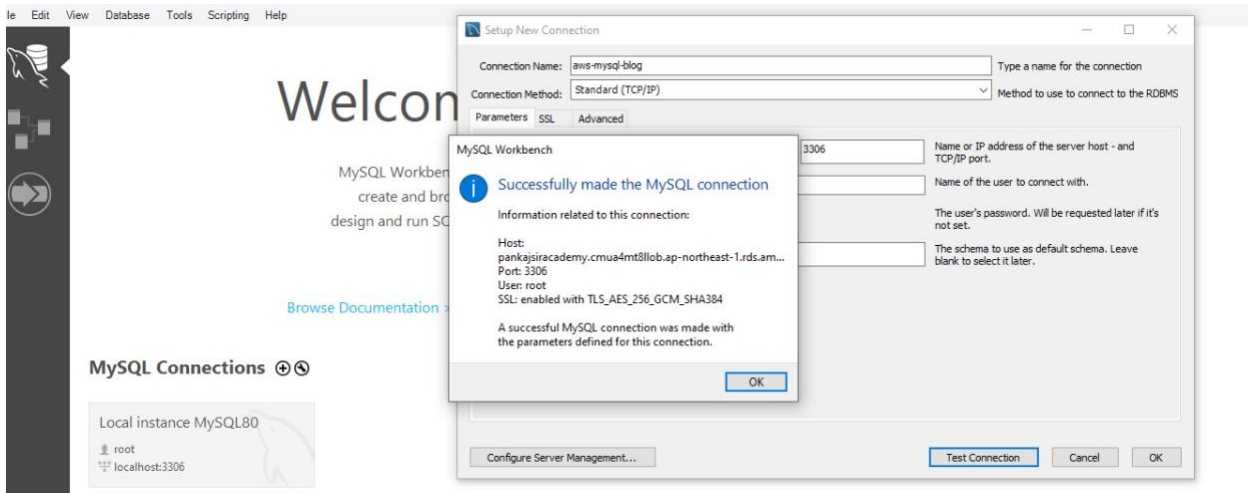 le Edit View Database Tools Scripting Help
Setup New Connection
Connection Name: aws-mysql-blog Type a name for the connection
Connection Method: Standard (TCP/IP) Method to use to connect to the RDBMS
Parameters SSL Advanced
Welcon
MySQL Workben
create and bro
design and run SC
Browse Documentation >
MySQL Connections
Local instance MySQL80
root
localhost:3306
3306 Name or IP address of the server host - and
TCP/IP port.
Name of the user to connect with.
The user's password. Will be requested later if it's
not set.
The schema to use as default schema. Leave
blank to select it later.
MySQL Workbench
Successfully made the MySQL connection
Information related to this connection:
Host:
pankajsiracademy.cmua4mt8llob.ap-northeast-1.rds.am...
Port: 3306
User: root
SSL: enabled with TLS_AES_256_GCM_SHA384
A successful MySQL connection was made with
the parameters defined for this connection.
OK
Configure Server Management... Test Connection Cancel OK